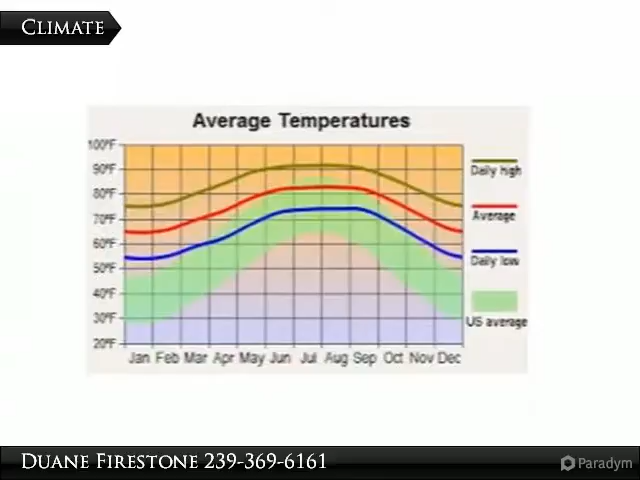 Climate
Average Temperatures
100°F
90°F
80°F
70°F
60°F
50°F
40°F
30°F
20°F
Jan Feb Mar Apr May Jun Jul Aug Sep Oct Nov Dec
Daily high
Average
Daily low
US average
Duane Firestone 239-369-6161
Paradym